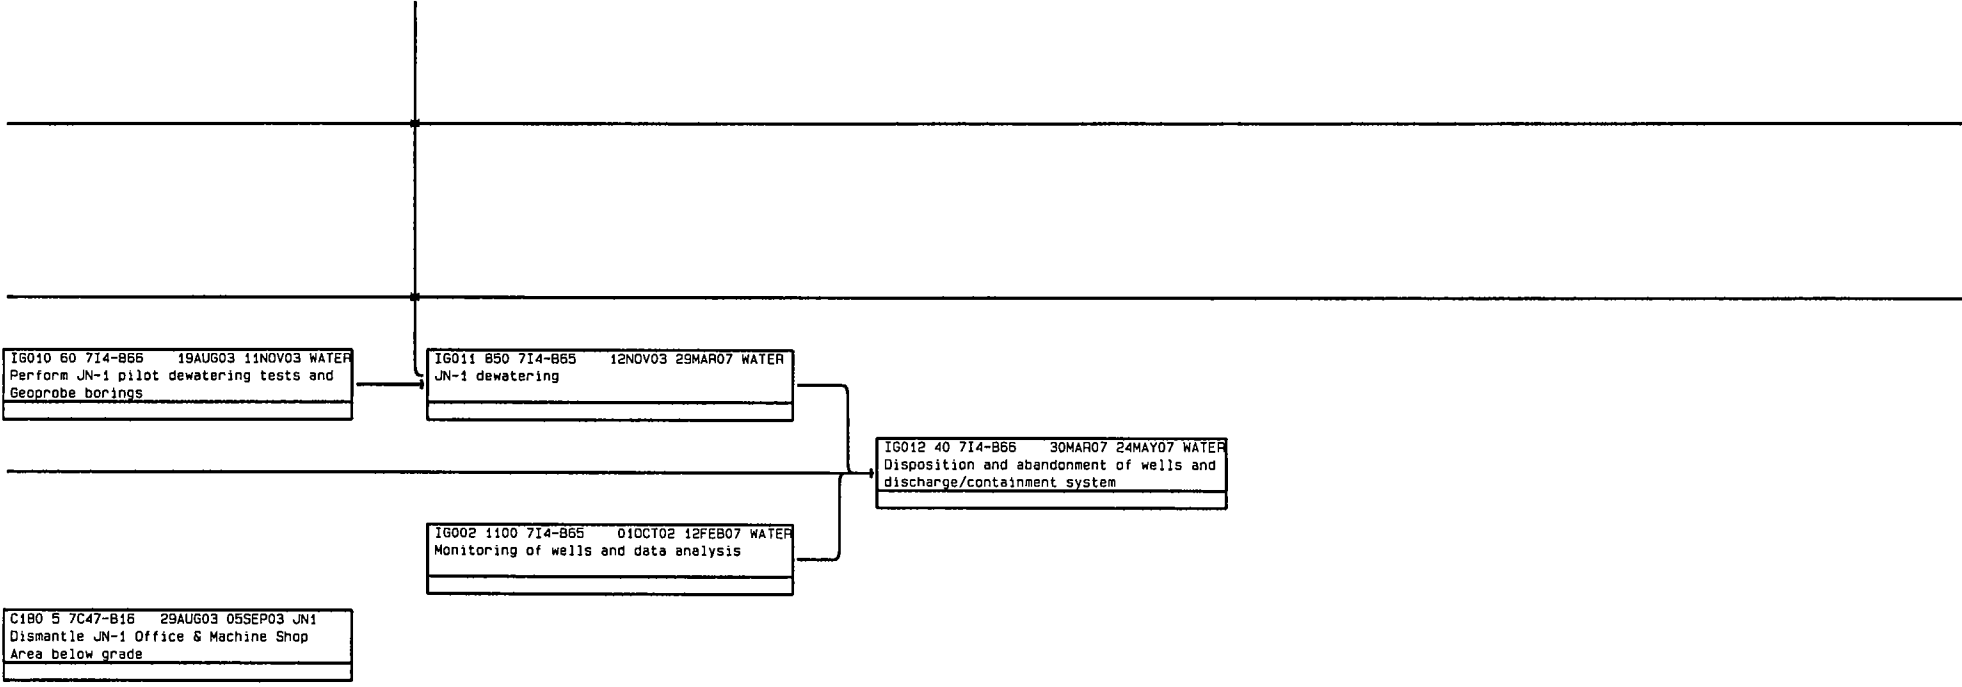 IG010 60 7I4-B66 19AUG03 11NOV03 WATER
Perform JN-1 pilot dewatering tests and
Geoprobe borings
IG011 850 7I4-B65 12NOV03 29MAR07 WATER
JN-1 dewatering
IG012 40 7I4-B66 30MAR07 24MAY07 WATER
Disposition and abandonment of wells and
discharge/containment system
IG002 1100 7I4-B65 01OCT02 12FEB07 WATER
Monitoring of wells and data analysis
C180 5 7C47-B16 29AUG03 05SEP03 JN1
Dismantle JN-1 Office & Machine Shop
Area below grade